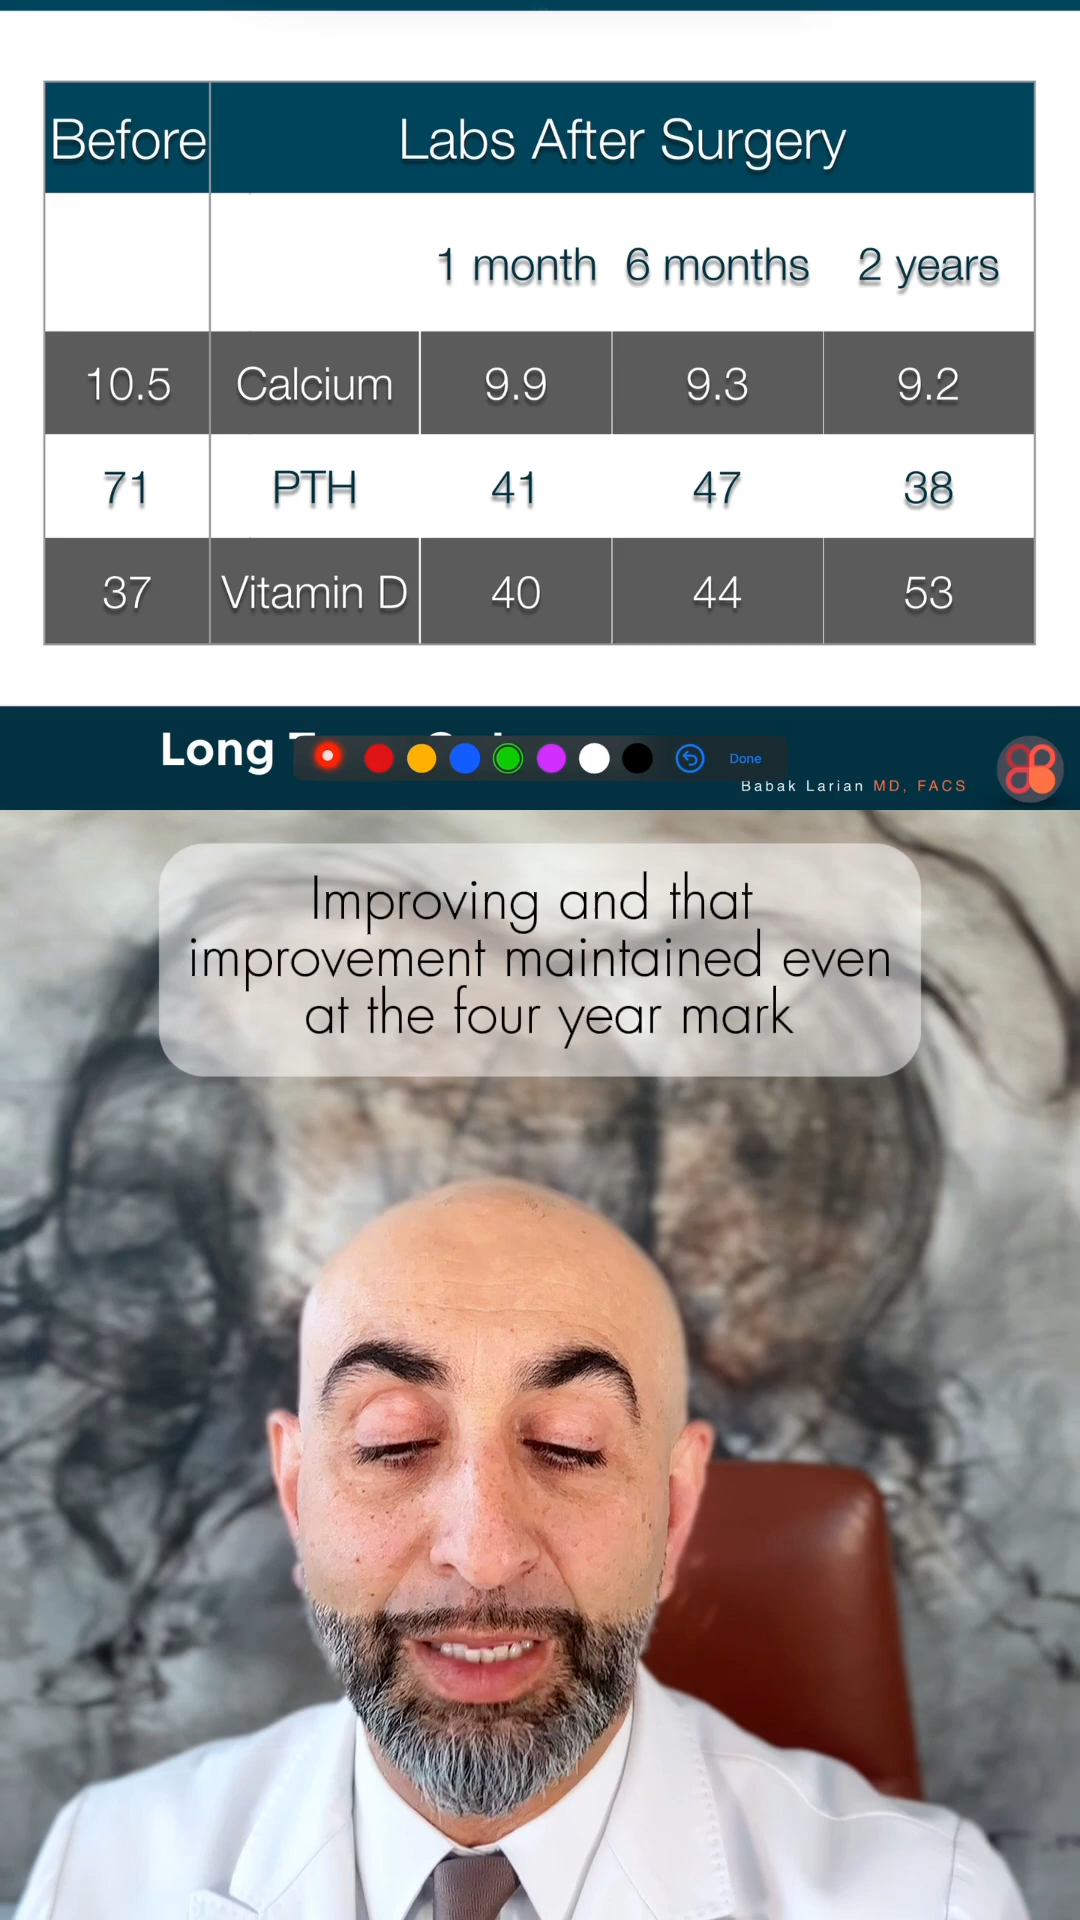 Before Labs After Surgery
1 month 6 months 2 years
10.5 Calcium 9.9 9.3 9.2
71 PTH 41 47 38
37 Vitamin D 40 44 53
Long
Done
Babak Larian MD, FACS
Improving and that
improvement maintained even
at the four year mark